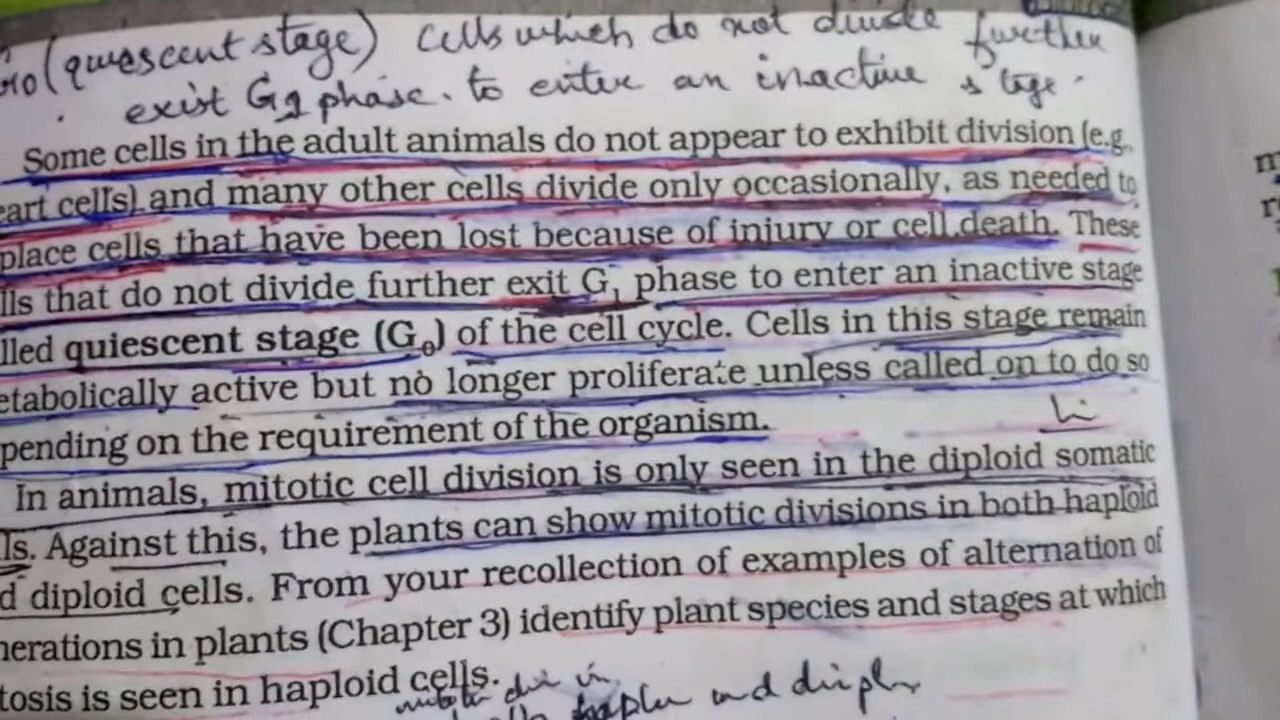 (quiescent stage) cells which do not divide further
exist G1 phase. to enter an inactive stage.
Some cells in the adult animals do not appear to exhibit division (e.g.,
eart cells) and many other cells divide only occasionally, as needed to
place cells that have been lost because of injury or cell death. These
lls that do not divide further exit G1 phase to enter an inactive stage
lled quiescent stage (G0) of the cell cycle. Cells in this stage remain
etabolically active but no longer proliferate unless called on to do so
pending on the requirement of the organism.
In animals, mitotic cell division is only seen in the diploid somatic
ls. Against this, the plants can show mitotic divisions in both haploid
d diploid cells. From your recollection of examples of alternation of
nerations in plants (Chapter 3) identify plant species and stages at which
tosis is seen in haploid cells.
and